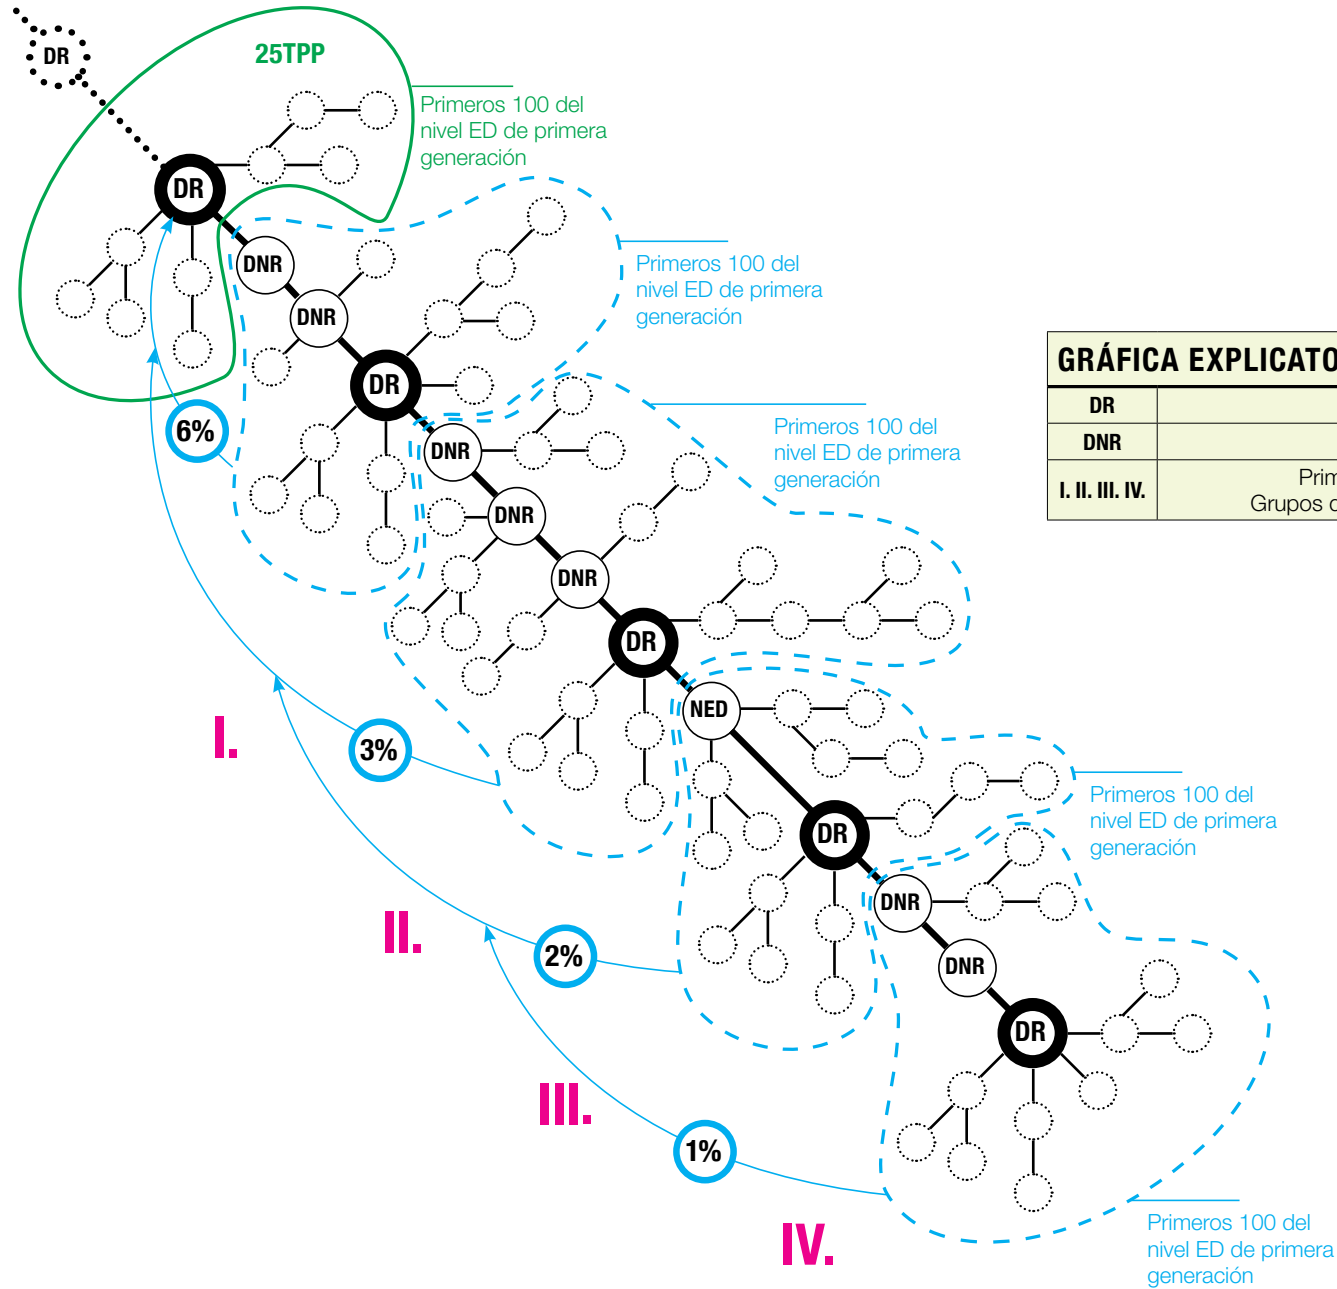 DR
25TPP
Primeros 100 del
nivel ED de primera
generación
DR
DNR
Primeros 100 del
nivel ED de primera
generación
DNR
GRÁFICA EXPLICATO
DR
DNR
I. II. III. IV.
Grupos
DR
6%
Primeros 100 del
nivel ED de primera
generación
DNR
DNR
DNR
DR
NED
I.
3%
Primeros 100 del
nivel ED de primera
generación
DR
DNR
II.
2%
DNR
DR
III.
1%
Primeros 100 del
nivel ED de primera
generación
IV.